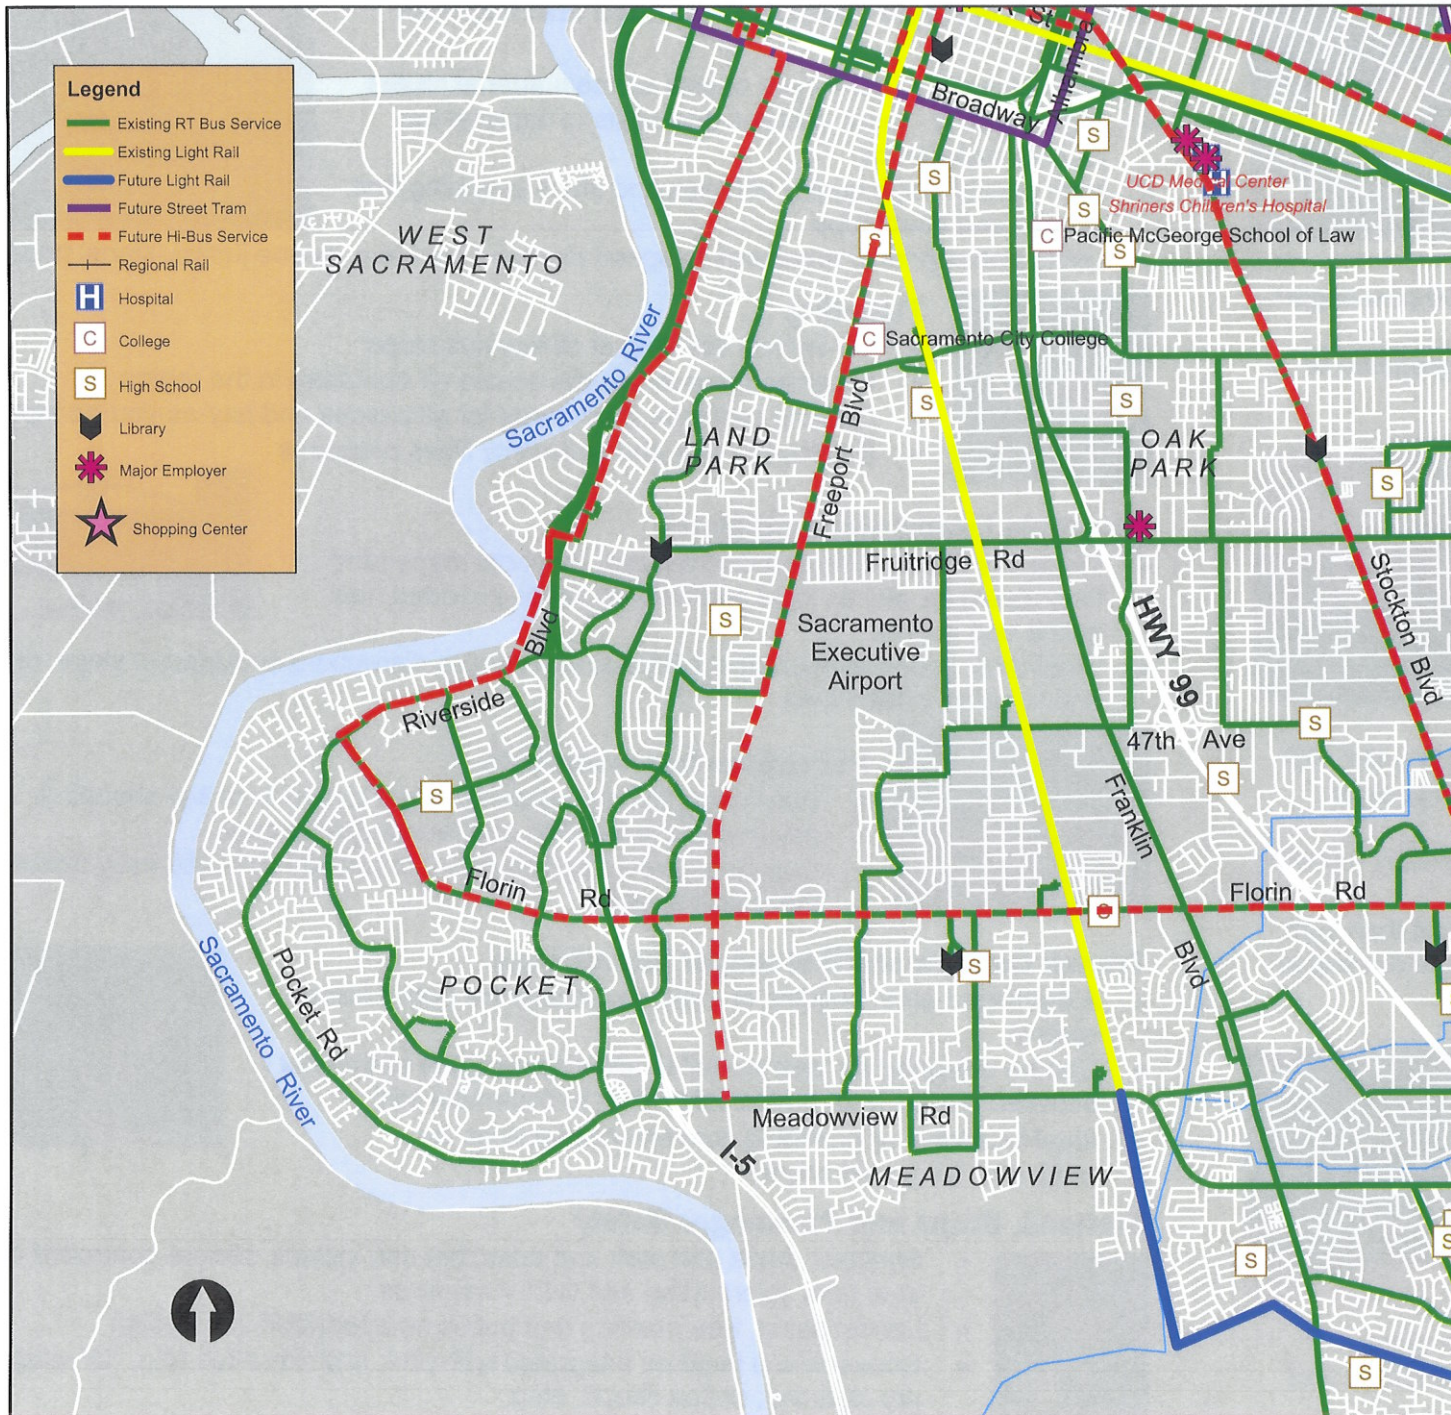 Legend
Existing RT Bus Service
Existing Light Rail
Future Light Rail
Future Street Tram
Future Hi-Bus Service
Regional Rail
H Hospital
C College
S High School
Library
Major Employer
Shopping Center
R St
Alhambra
Broadway
S
S
H
UCD Medical Center
Shriners Children's Hospital
S
WEST
SACRAMENTO
C Pacific McGeorge School of Law
S
S
Sacramento River
C Sacramento City College
Freeport Blvd
S
S
LAND
PARK
OAK
PARK
S
Fruitridge Rd
Stockton Blvd
HWY 99
Blvd
Riverside
S
Sacramento
Executive
Airport
S
47th Ave
S
S
Franklin
Blvd
Florin Rd
Florin Rd
S
S
S
POCKET
Pocket Rd
Sacramento River
Meadowview Rd
I-5
MEADOWVIEW
S
S
S